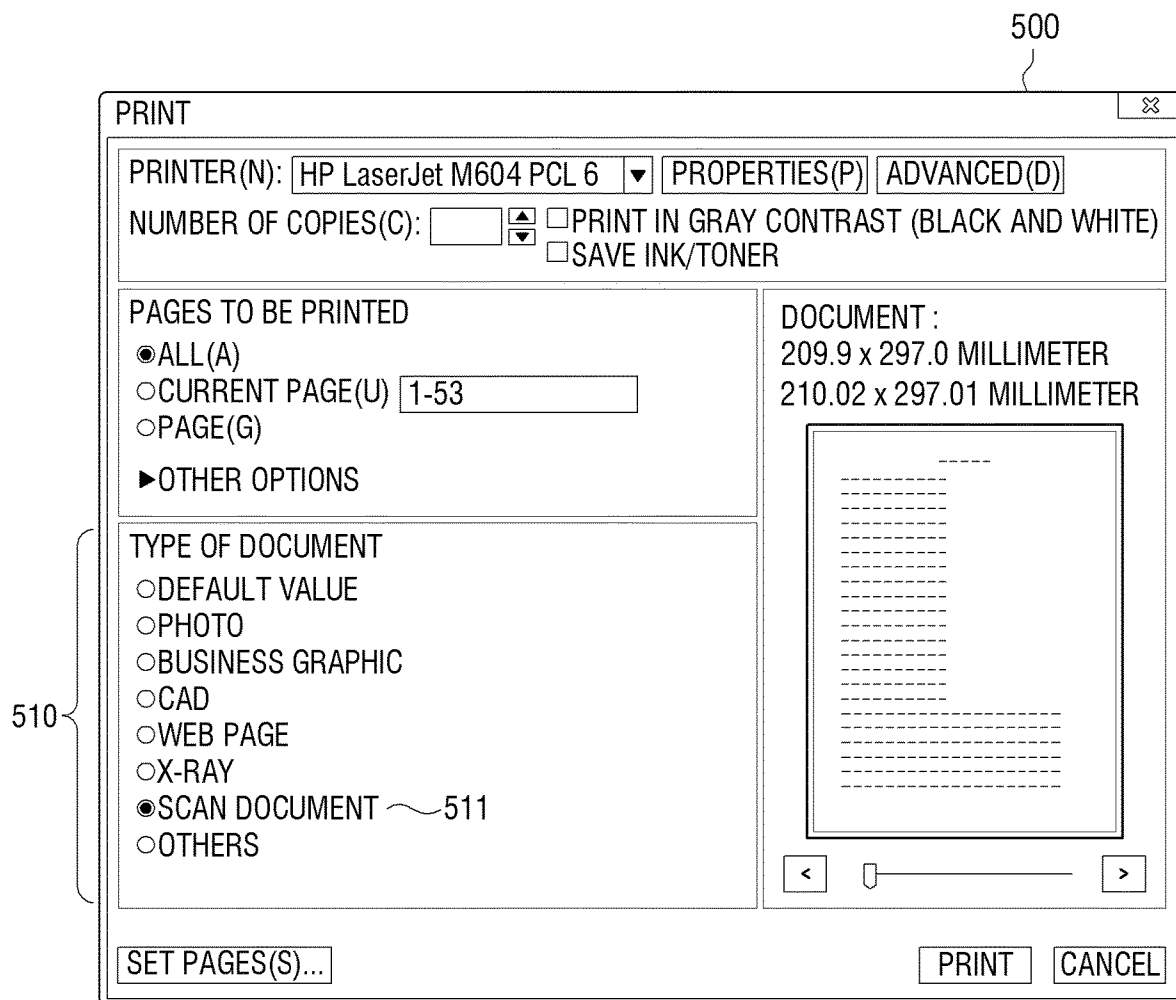 500
PRINT
PRINTER(N): HP LaserJet M604 PCL 6 PROPERTIES(P) ADVANCED(D)
NUMBER OF COPIES(C): PRINT IN GRAY CONTRAST (BLACK AND WHITE)
SAVE INK/TONER
PAGES TO BE PRINTED
ALL(A)
CURRENT PAGE(U) 1-53
PAGE(G)
OTHER OPTIONS
DOCUMENT :
209.9 x 297.0 MILLIMETER
210.02 x 297.01 MILLIMETER
510
TYPE OF DOCUMENT
DEFAULT VALUE
PHOTO
BUSINESS GRAPHIC
CAD
WEB PAGE
X-RAY
SCAN DOCUMENT 511
OTHERS
< >
SET PAGES(S)... PRINT CANCEL